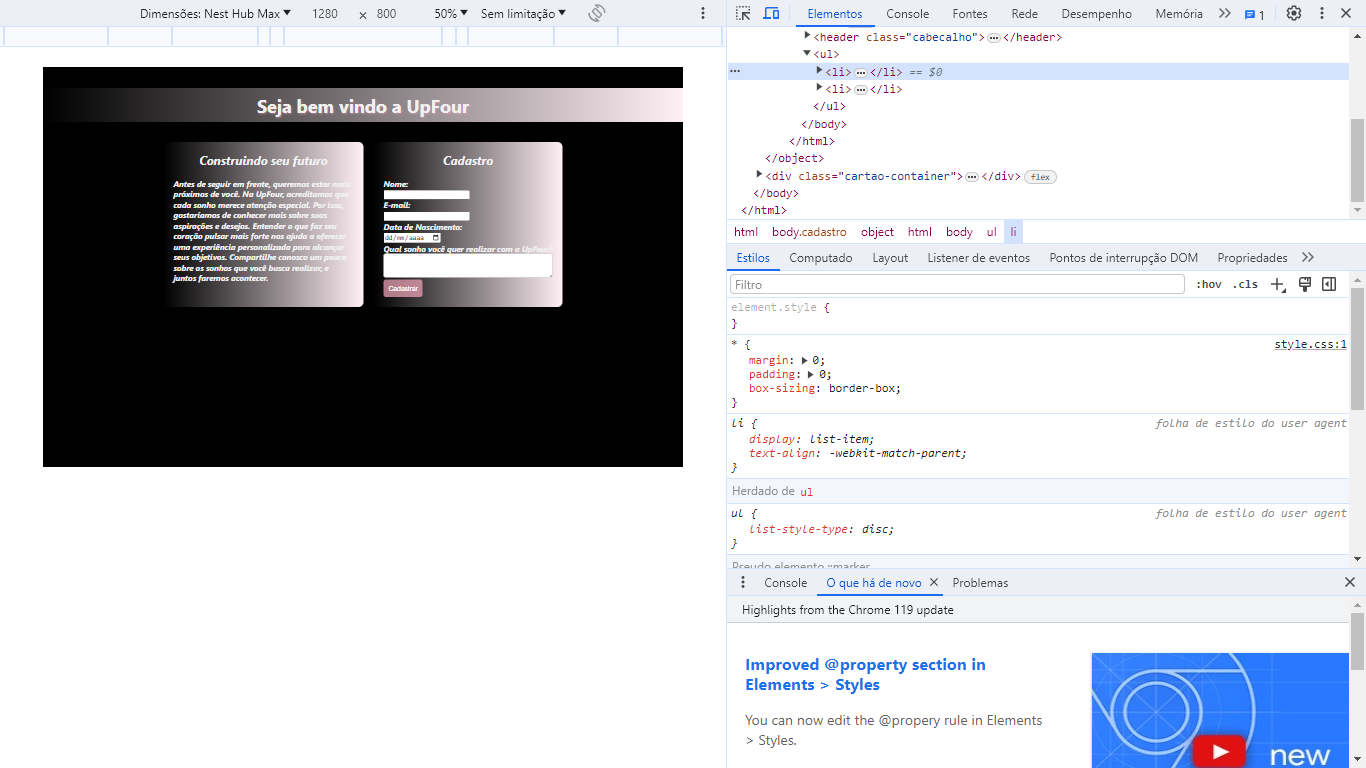 Dimensões: Nest Hub Max 1280 × 800 50% Sem limitação
Seja bem vindo a UpFour
Construindo seu futuro
Antes de seguir em frente, queremos estar mais
próximos de você. Na UpFour, acreditamos que
cada sonho merece atenção especial. Por isso,
gostaríamos de conhecer mais sobre suas
aspirações e desejos. Entender o que faz seu
coração pulsar mais forte nos ajuda a oferecer
uma experiência personalizada para alcançar
seus objetivos. Compartilhe conosco um pouco
sobre os sonhos que você busca realizar, e
juntos faremos acontecer.
Cadastro
Nome:
E-mail:
Data de Nascimento:
dd/mm/aaaa
Qual sonho você quer realizar com a UpFour?
Cadastrar
Elementos Console Fontes Rede Desempenho Memória 1
<header class="cabecalho">…</header>
<ul>
<li>…</li> == $0
<li>…</li>
</ul>
</body>
</html>
</object>
<div class="cartao-container">…</div> flex
</body>
</html>
html body.cadastro object html body ul li
Estilos Computado Layout Listener de eventos Pontos de interrupção DOM Propriedades
Filtro :hov .cls
element.style {
}
* { style.css:1
margin: 0;
padding: 0;
box-sizing: border-box;
}
li { folha de estilo do user agent
display: list-item;
text-align: -webkit-match-parent;
}
Herdado de ul
ul { folha de estilo do user agent
list-style-type: disc;
}
Pseudo elemento ::marker
Console O que há de novo Problemas
Highlights from the Chrome 119 update
Improved @property section in
Elements > Styles
You can now edit the @propery rule in Elements
> Styles.
new